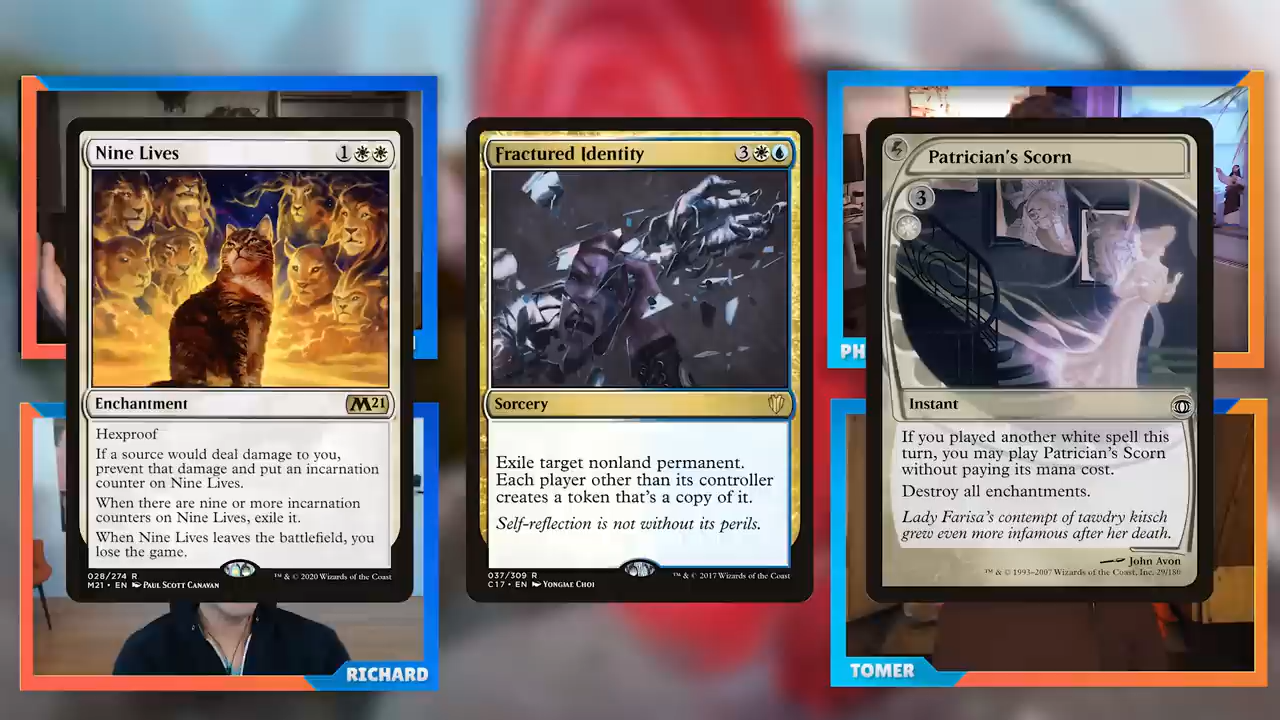 Nine Lives
1
M21
Enchantment
Hexproof
If a source would deal damage to you,
prevent that damage and put an incarnation
counter on Nine Lives.
When there are nine or more incarnation
counters on Nine Lives, exile it.
When Nine Lives leaves the battlefield, you
lose the game.
028/274 R
M21 • EN Paul Scott Canavan
™ & © 2020 Wizards of the Coast
Fractured Identity
3
Sorcery
Exile target nonland permanent.
Each player other than its controller
creates a token that's a copy of it.
Self-reflection is not without its perils.
037/309 R
C17 • EN Yongjae Choi
™ & © 2017 Wizards of the Coast
Patrician's Scorn
3
Instant
If you played another white spell this
turn, you may play Patrician's Scorn
without paying its mana cost.
Destroy all enchantments.
Lady Farisa's contempt of tawdry kitsch
grew even more infamous after her death.
John Avon
™ & © 1993–2007 Wizards of the Coast, Inc. 29/180
PH
RICHARD
TOMER